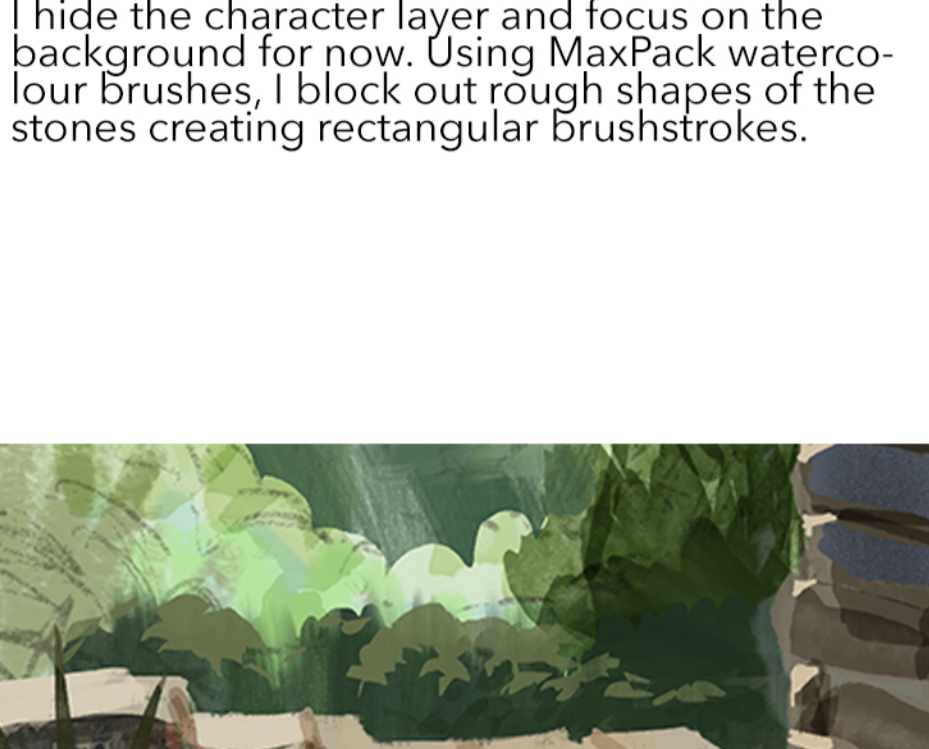 I hide the character layer and focus on the
background for now. Using MaxPack waterco-
lour brushes, I block out rough shapes of the
stones creating rectangular brushstrokes.